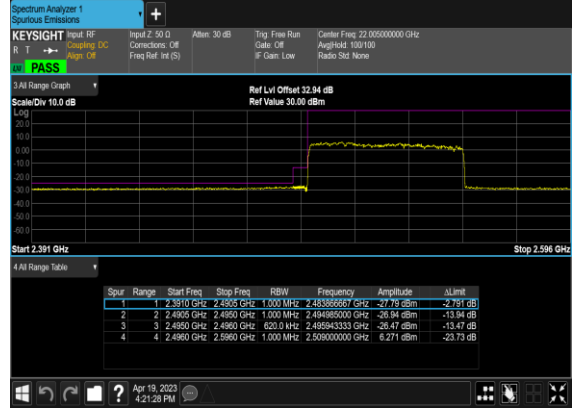 Spectrum Analyzer 1
Spurious Emissions
KEYSIGHT Input: RF Input Z: 50 Ω Atten: 30 dB Trig: Free Run Center Freq: 22.005000000 GHz
R T Coupling: DC Corrections: Off Gate: Off Avg|Hold: 100/100
Align: Off Freq Ref: Int (S) IF Gain: Low Radio Std: None
PASS
3 All Range Graph Ref Lvl Offset 32.94 dB
Scale/Div 10.0 dB Ref Value 30.00 dBm
Log
20.0
10.0
0.00
-10.0
-20.0
-30.0
-40.0
-50.0
-60.0
Start 2.391 GHz Stop 2.596 GHz
4 All Range Table
Spur Range Start Freq Stop Freq RBW Frequency Amplitude ΔLimit
1 1 2.3910 GHz 2.4905 GHz 1.000 MHz 2.483866667 GHz -27.79 dBm -2.791 dB
2 2 2.4905 GHz 2.4950 GHz 1.000 MHz 2.494985000 GHz -26.94 dBm -13.94 dB
3 3 2.4950 GHz 2.4960 GHz 620.0 kHz 2.495943333 GHz -26.47 dBm -13.47 dB
4 4 2.4960 GHz 2.5960 GHz 1.000 MHz 2.509000000 GHz 6.271 dBm -23.73 dB
Apr 19, 2023
4:21:28 PM